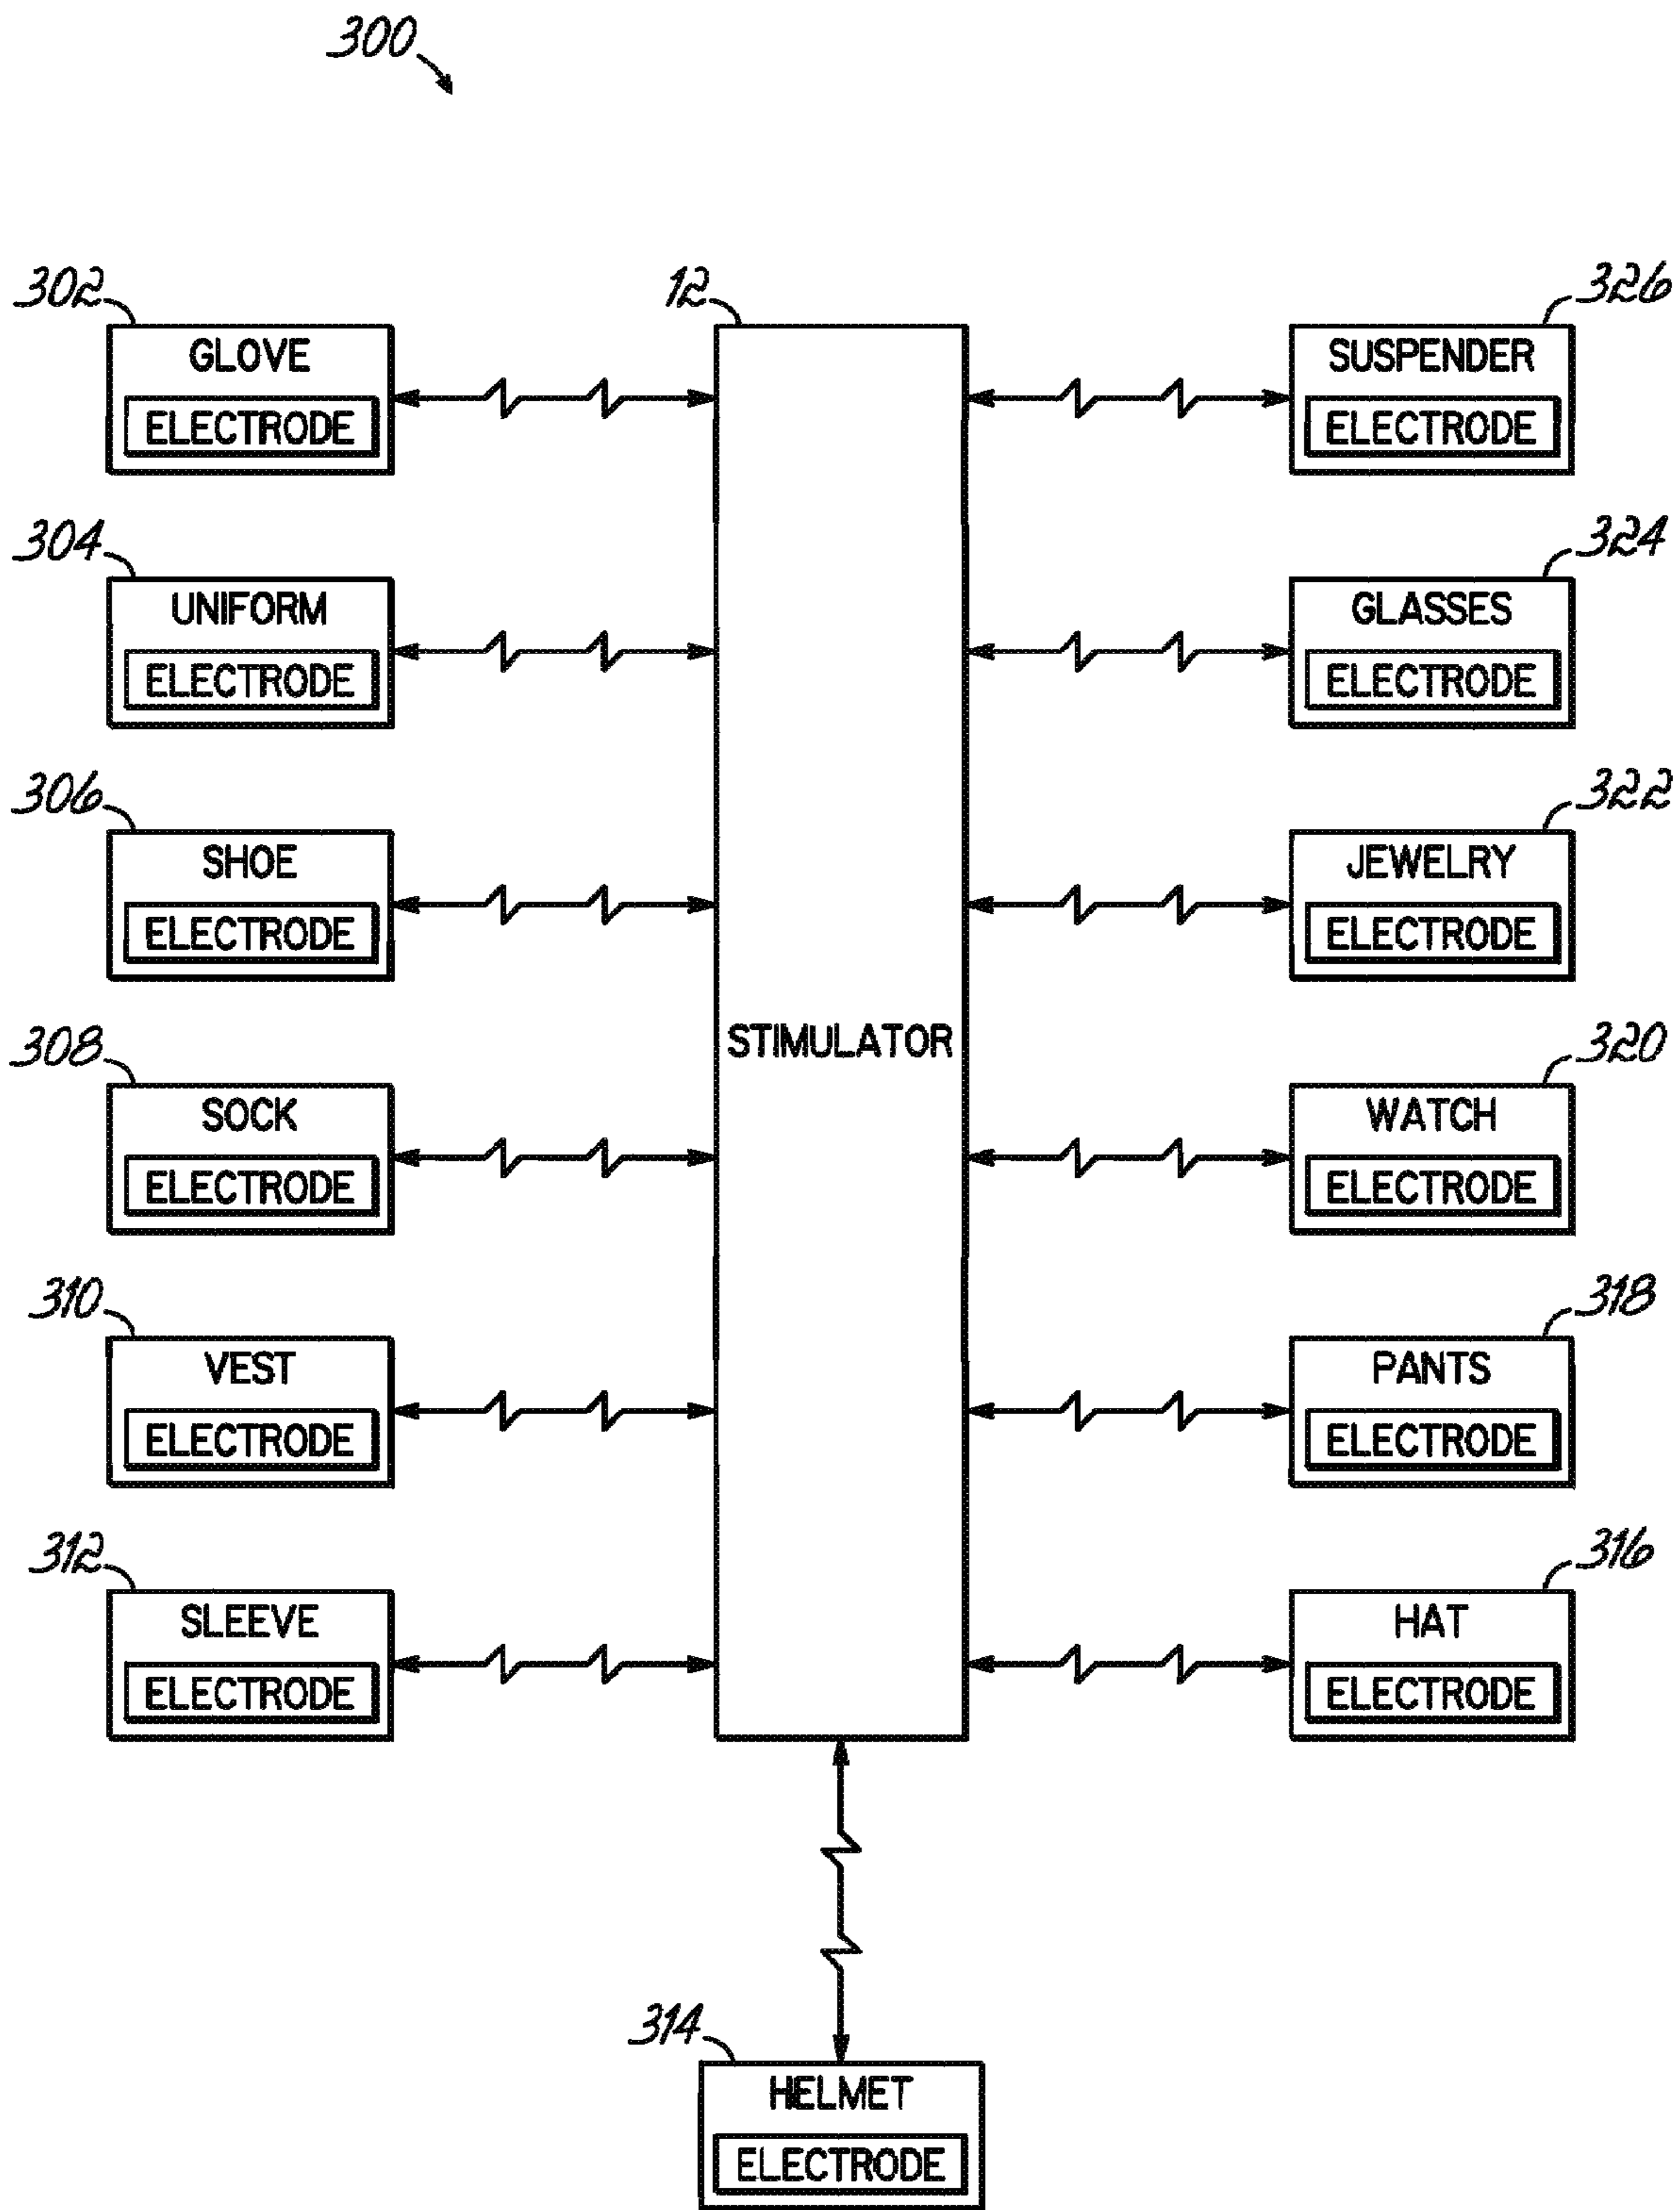 300
302
GLOVE
ELECTRODE
304
UNIFORM
ELECTRODE
306
SHOE
ELECTRODE
308
SOCK
ELECTRODE
310
VEST
ELECTRODE
312
SLEEVE
ELECTRODE
12
STIMULATOR
326
SUSPENDER
ELECTRODE
324
GLASSES
ELECTRODE
322
JEWELRY
ELECTRODE
320
WATCH
ELECTRODE
318
PANTS
ELECTRODE
316
HAT
ELECTRODE
314
HELMET
ELECTRODE